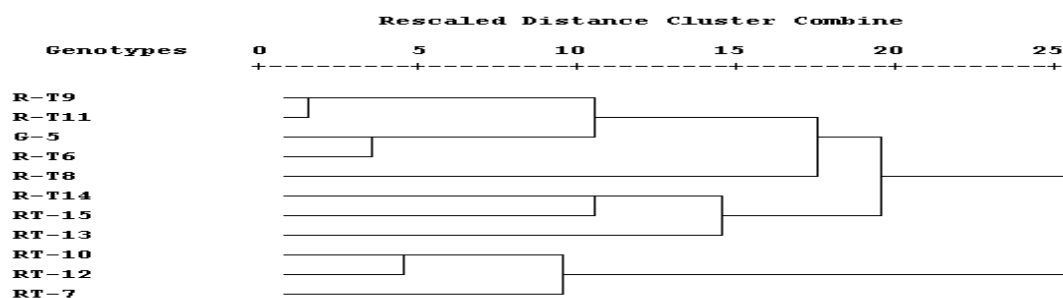 Rescaled Distance Cluster Combine
Genotypes 0 5 10 15 20 25
R-T9
R-T11
G-5
R-T6
R-T8
R-T14
RT-15
RT-13
RT-10
RT-12
RT-7